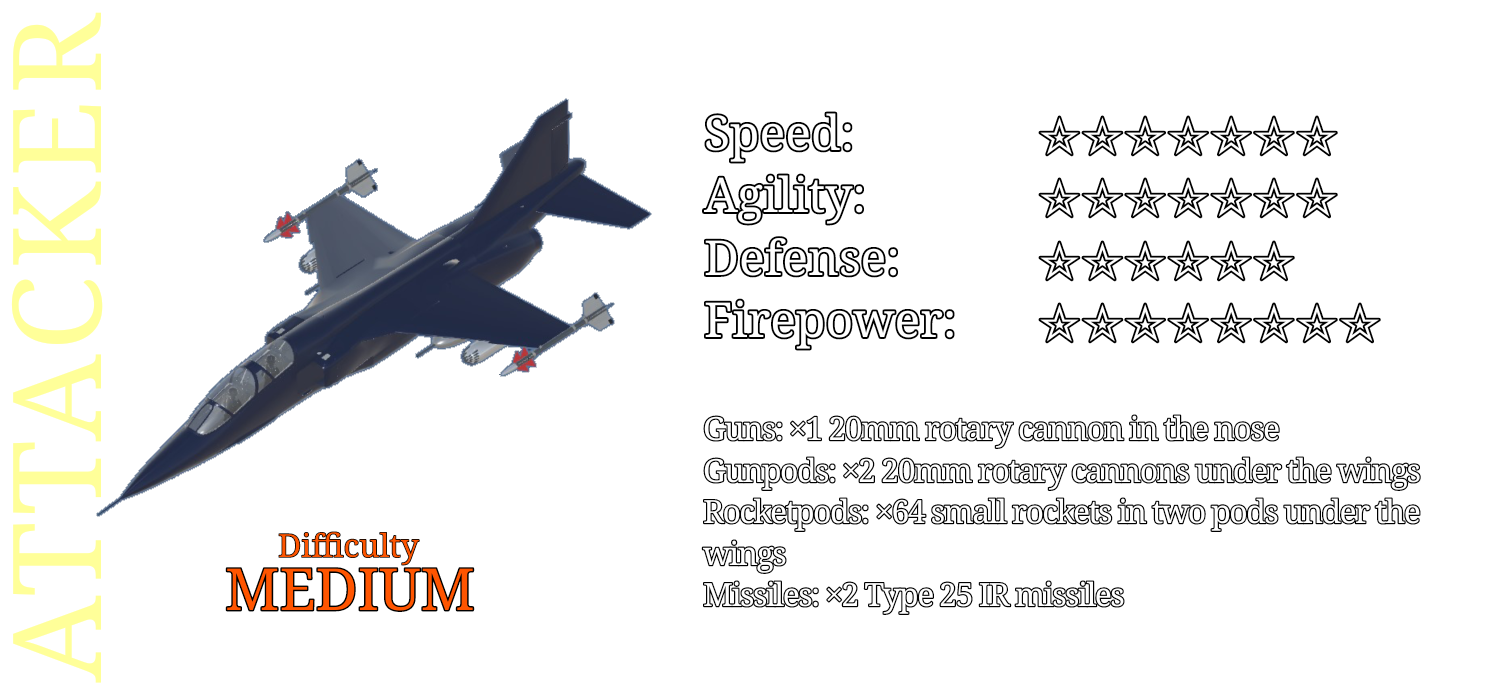 ATTACKER
Speed: ☆☆☆☆☆☆☆
Agility: ☆☆☆☆☆☆☆
Defense: ☆☆☆☆☆☆
Firepower: ☆☆☆☆☆☆☆☆
Guns: ×1 20mm rotary cannon in the nose
Gunpods: ×2 20mm rotary cannons under the wings
Rocketpods: ×64 small rockets in two pods under the
wings
Missiles: ×2 Type 25 IR missiles
Difficulty
MEDIUM